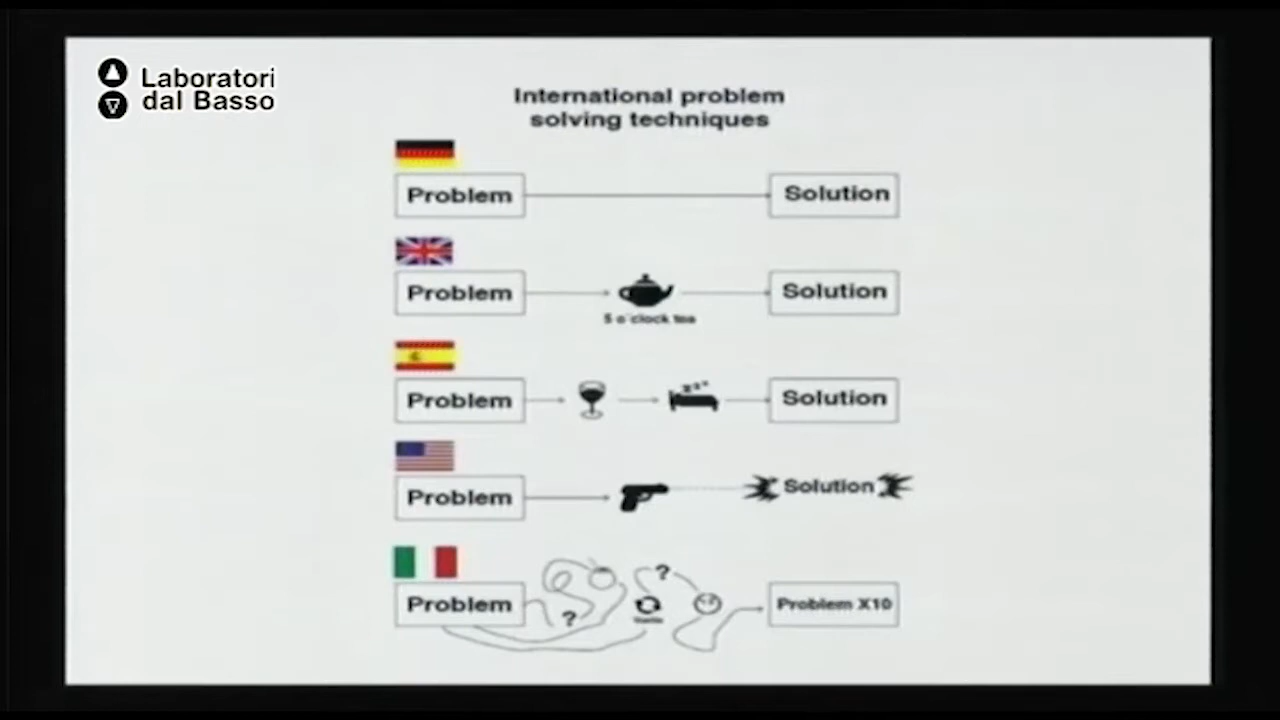 Laboratori
dal Basso
International problem
solving techniques
Problem
Solution
Problem
5 o'clock tea
Solution
Problem
zzz
Solution
Problem
Solution
?
Problem
?
Problem X10